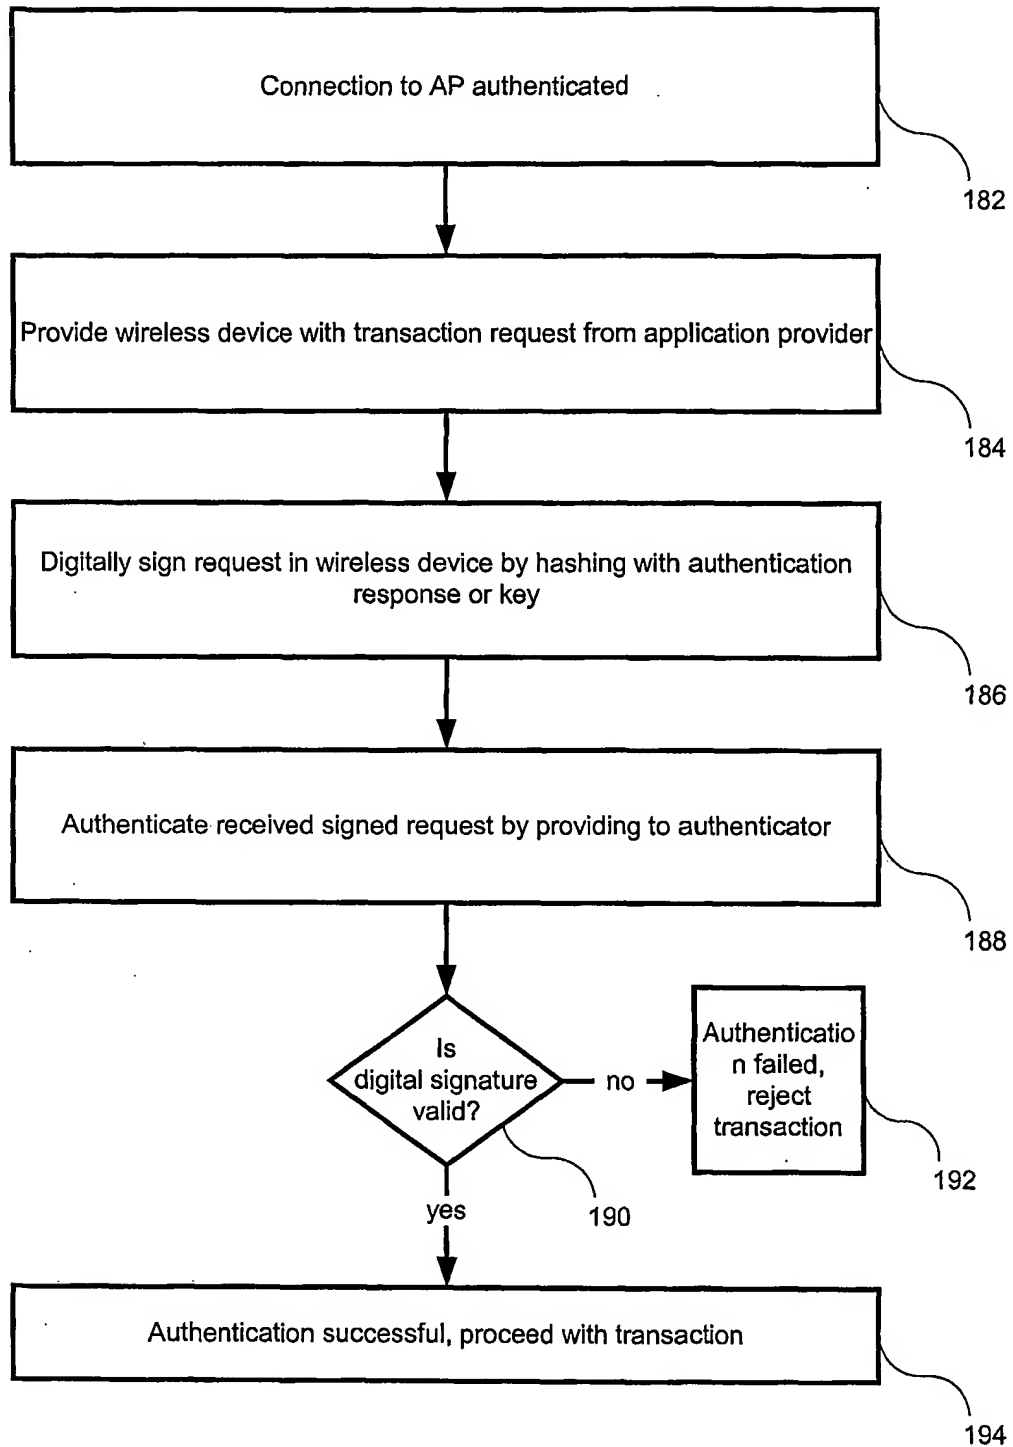 Connection to AP authenticated
182
Provide wireless device with transaction request from application provider
184
Digitally sign request in wireless device by hashing with authentication
response or key
186
Authenticate received signed request by providing to authenticator
188
Is
digital signature
valid?
no
Authenticatio
n failed,
reject
transaction
192
190
yes
Authentication successful, proceed with transaction
194